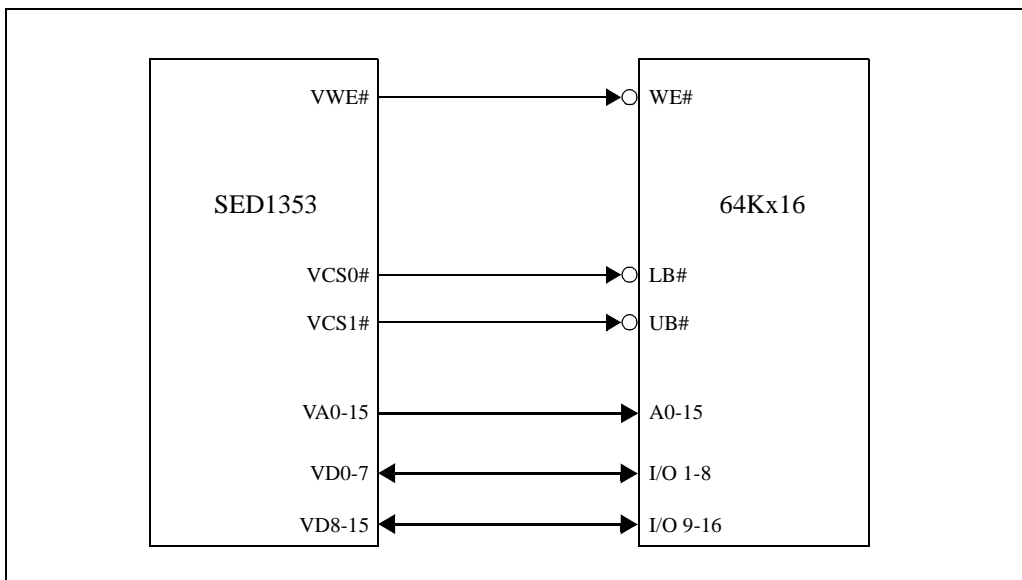 VWE# WE#
SED1353 64Kx16
VCS0# LB#
VCS1# UB#
VA0-15 A0-15
VD0-7 I/O 1-8
VD8-15 I/O 9-16